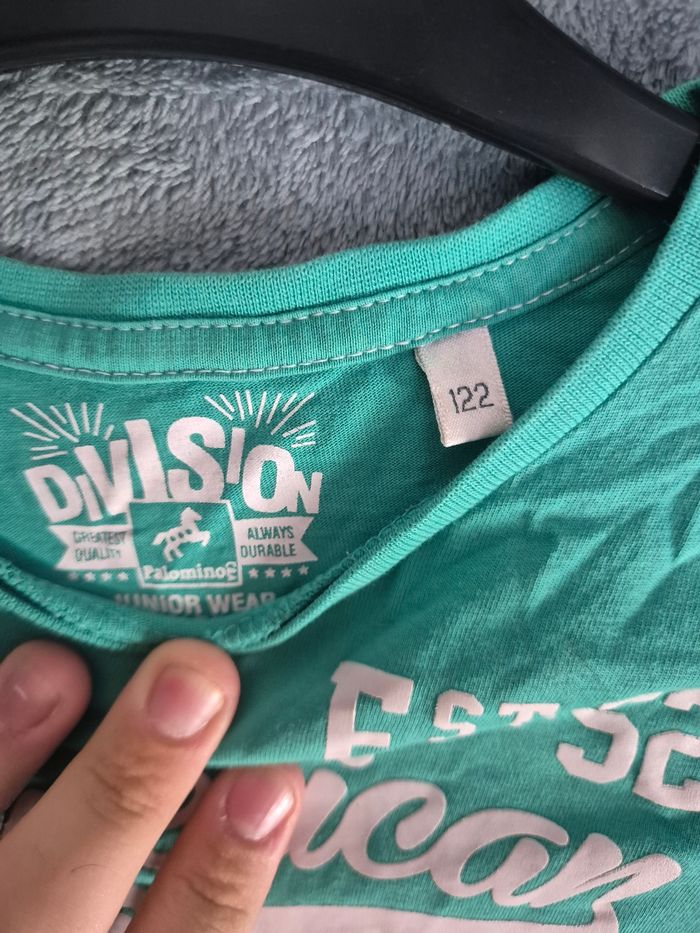 122
DIVISION
GREATEST QUALITY
ALWAYS DURABLE
Palomino
JUNIOR WEAR
EST